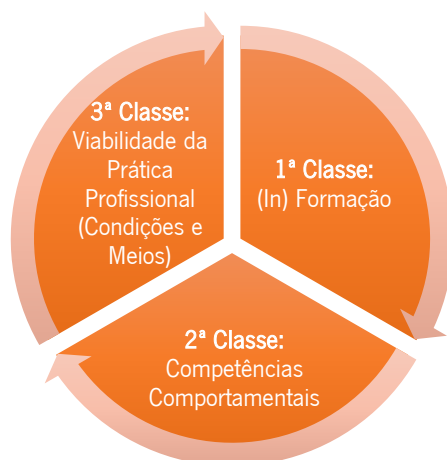 1ª Classe:
(In) Formação
2ª Classe:
Competências
Comportamentais
3ª Classe:
Viabilidade da
Prática
Profissional
(Condições e
Meios)